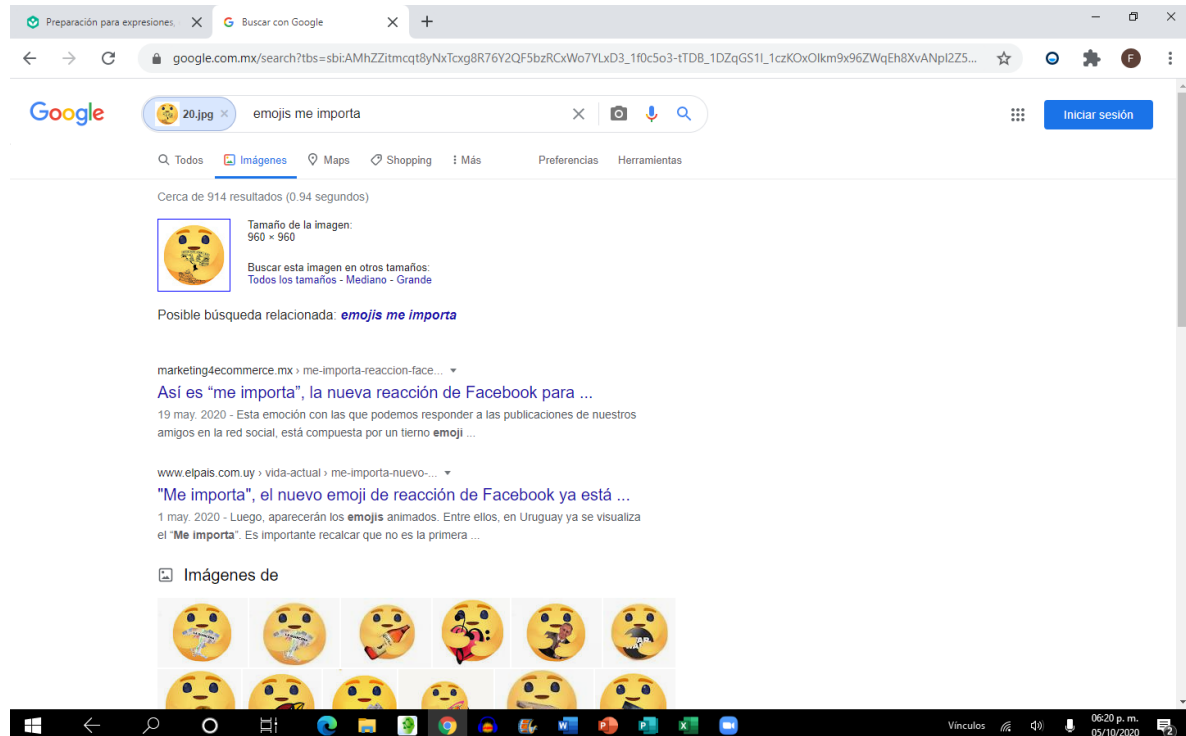 Preparación para expresiones,
Buscar con Google
google.com.mx/search?tbs=sbi:AMhZZitmcqt8yNxTcxg8R76Y2QF5bzRCxWo7YLxD3_1f0c5o3-tTDB_1DZqGS1I_1czKOxOIkm9x96ZWqEh8XvANpI2Z5...
F
Google
20.jpg
emojis me importa
Iniciar sesión
Todos
Imágenes
Maps
Shopping
Más
Preferencias
Herramientas
Cerca de 914 resultados (0.94 segundos)
Tamaño de la imagen:
960 × 960
Buscar esta imagen en otros tamaños:
Todos los tamaños - Mediano - Grande
Posible búsqueda relacionada: emojis me importa
marketing4ecommerce.mx › me-importa-reaccion-face...
Así es “me importa”, la nueva reacción de Facebook para ...
19 may. 2020 - Esta emoción con las que podemos responder a las publicaciones de nuestros
amigos en la red social, está compuesta por un tierno emoji ...
www.elpais.com.uy › vida-actual › me-importa-nuevo-...
"Me importa", el nuevo emoji de reacción de Facebook ya está ...
1 may. 2020 - Luego, aparecerán los emojis animados. Entre ellos, en Uruguay ya se visualiza
el “Me importa”. Es importante recalcar que no es la primera ...
Imágenes de
Vínculos
06:20 p. m.
05/10/2020